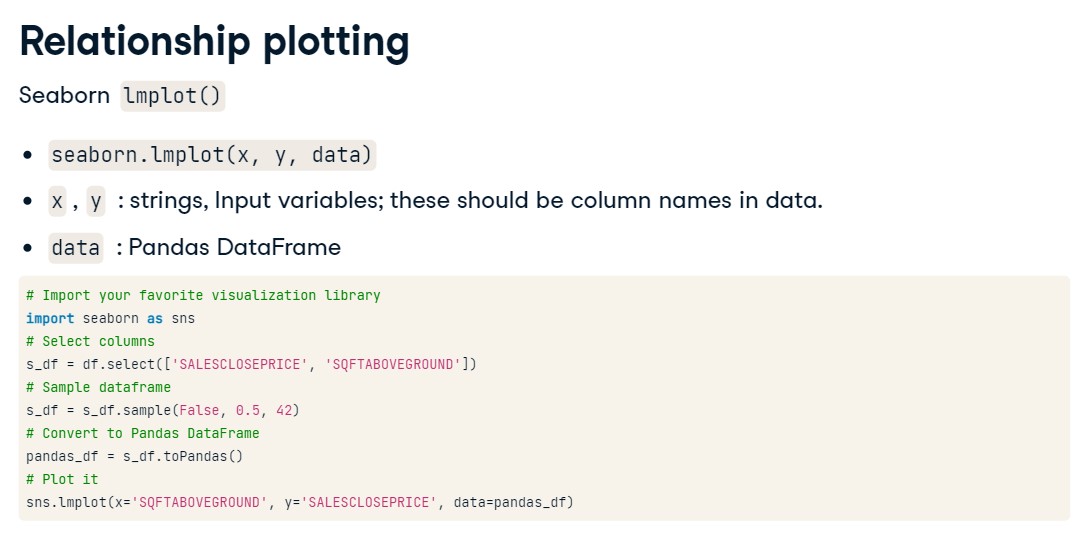 Relationship plotting
Seaborn lmplot()
• seaborn.lmplot(x, y, data)
• x , y : strings, Input variables; these should be column names in data.
• data : Pandas DataFrame
# Import your favorite visualization library
import seaborn as sns
# Select columns
s_df = df.select(['SALESCLOSEPRICE', 'SQFTABOVEGROUND'])
# Sample dataframe
s_df = s_df.sample(False, 0.5, 42)
# Convert to Pandas DataFrame
pandas_df = s_df.toPandas()
# Plot it
sns.lmplot(x='SQFTABOVEGROUND', y='SALESCLOSEPRICE', data=pandas_df)